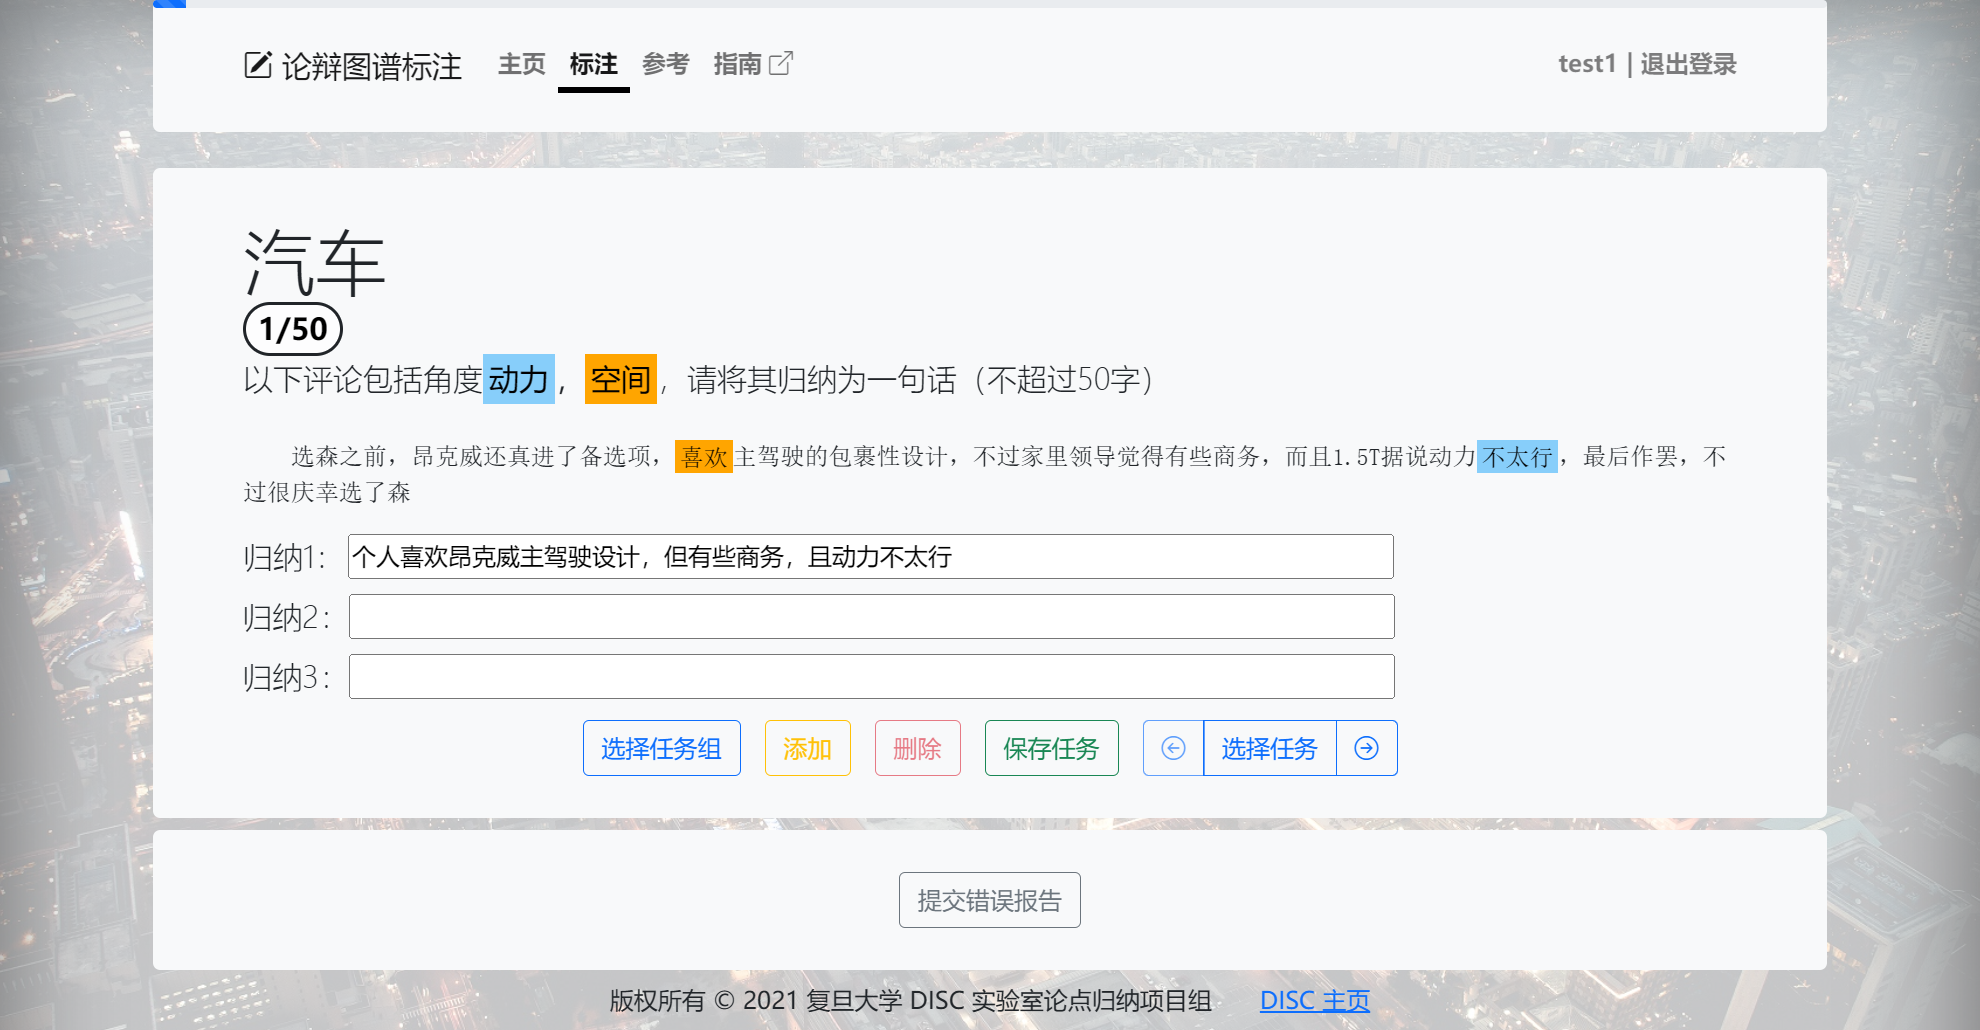 论辩图谱标注 主页 标注 参考 指南 test1 | 退出登录
汽车
1/50
以下评论包括角度动力，空间，请将其归纳为一句话（不超过50字）
选森之前，昂克威还真进了备选项，喜欢主驾驶的包裹性设计，不过家里领导觉得有些商务，而且1.5T据说动力不太行，最后作罢，不
过很庆幸选了森
归纳1： 个人喜欢昂克威主驾驶设计，但有些商务，且动力不太行
归纳2：
归纳3：
选择任务组 添加 删除 保存任务 选择任务
提交错误报告
版权所有 © 2021 复旦大学 DISC 实验室论点归纳项目组 DISC 主页